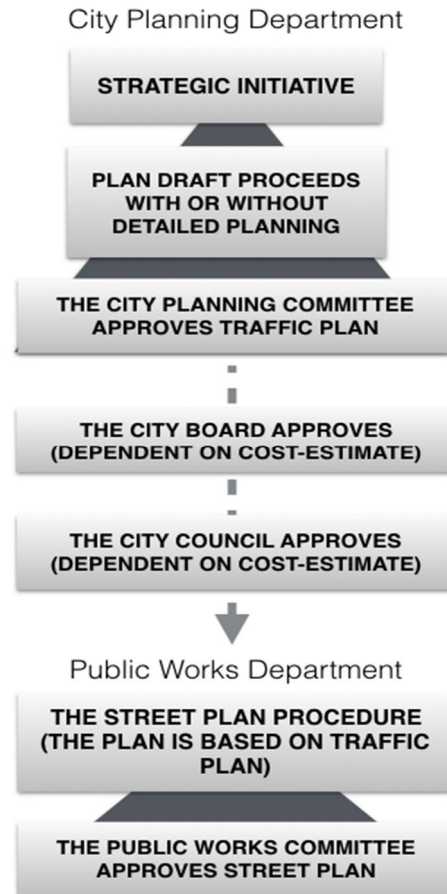 City Planning Department
STRATEGIC INITIATIVE
PLAN DRAFT PROCEEDS
WITH OR WITHOUT
DETAILED PLANNING
THE CITY PLANNING COMMITTEE
APPROVES TRAFFIC PLAN
THE CITY BOARD APPROVES
(DEPENDENT ON COST-ESTIMATE)
THE CITY COUNCIL APPROVES
(DEPENDENT ON COST-ESTIMATE)
Public Works Department
THE STREET PLAN PROCEDURE
(THE PLAN IS BASED ON TRAFFIC
PLAN)
THE PUBLIC WORKS COMMITTEE
APPROVES STREET PLAN